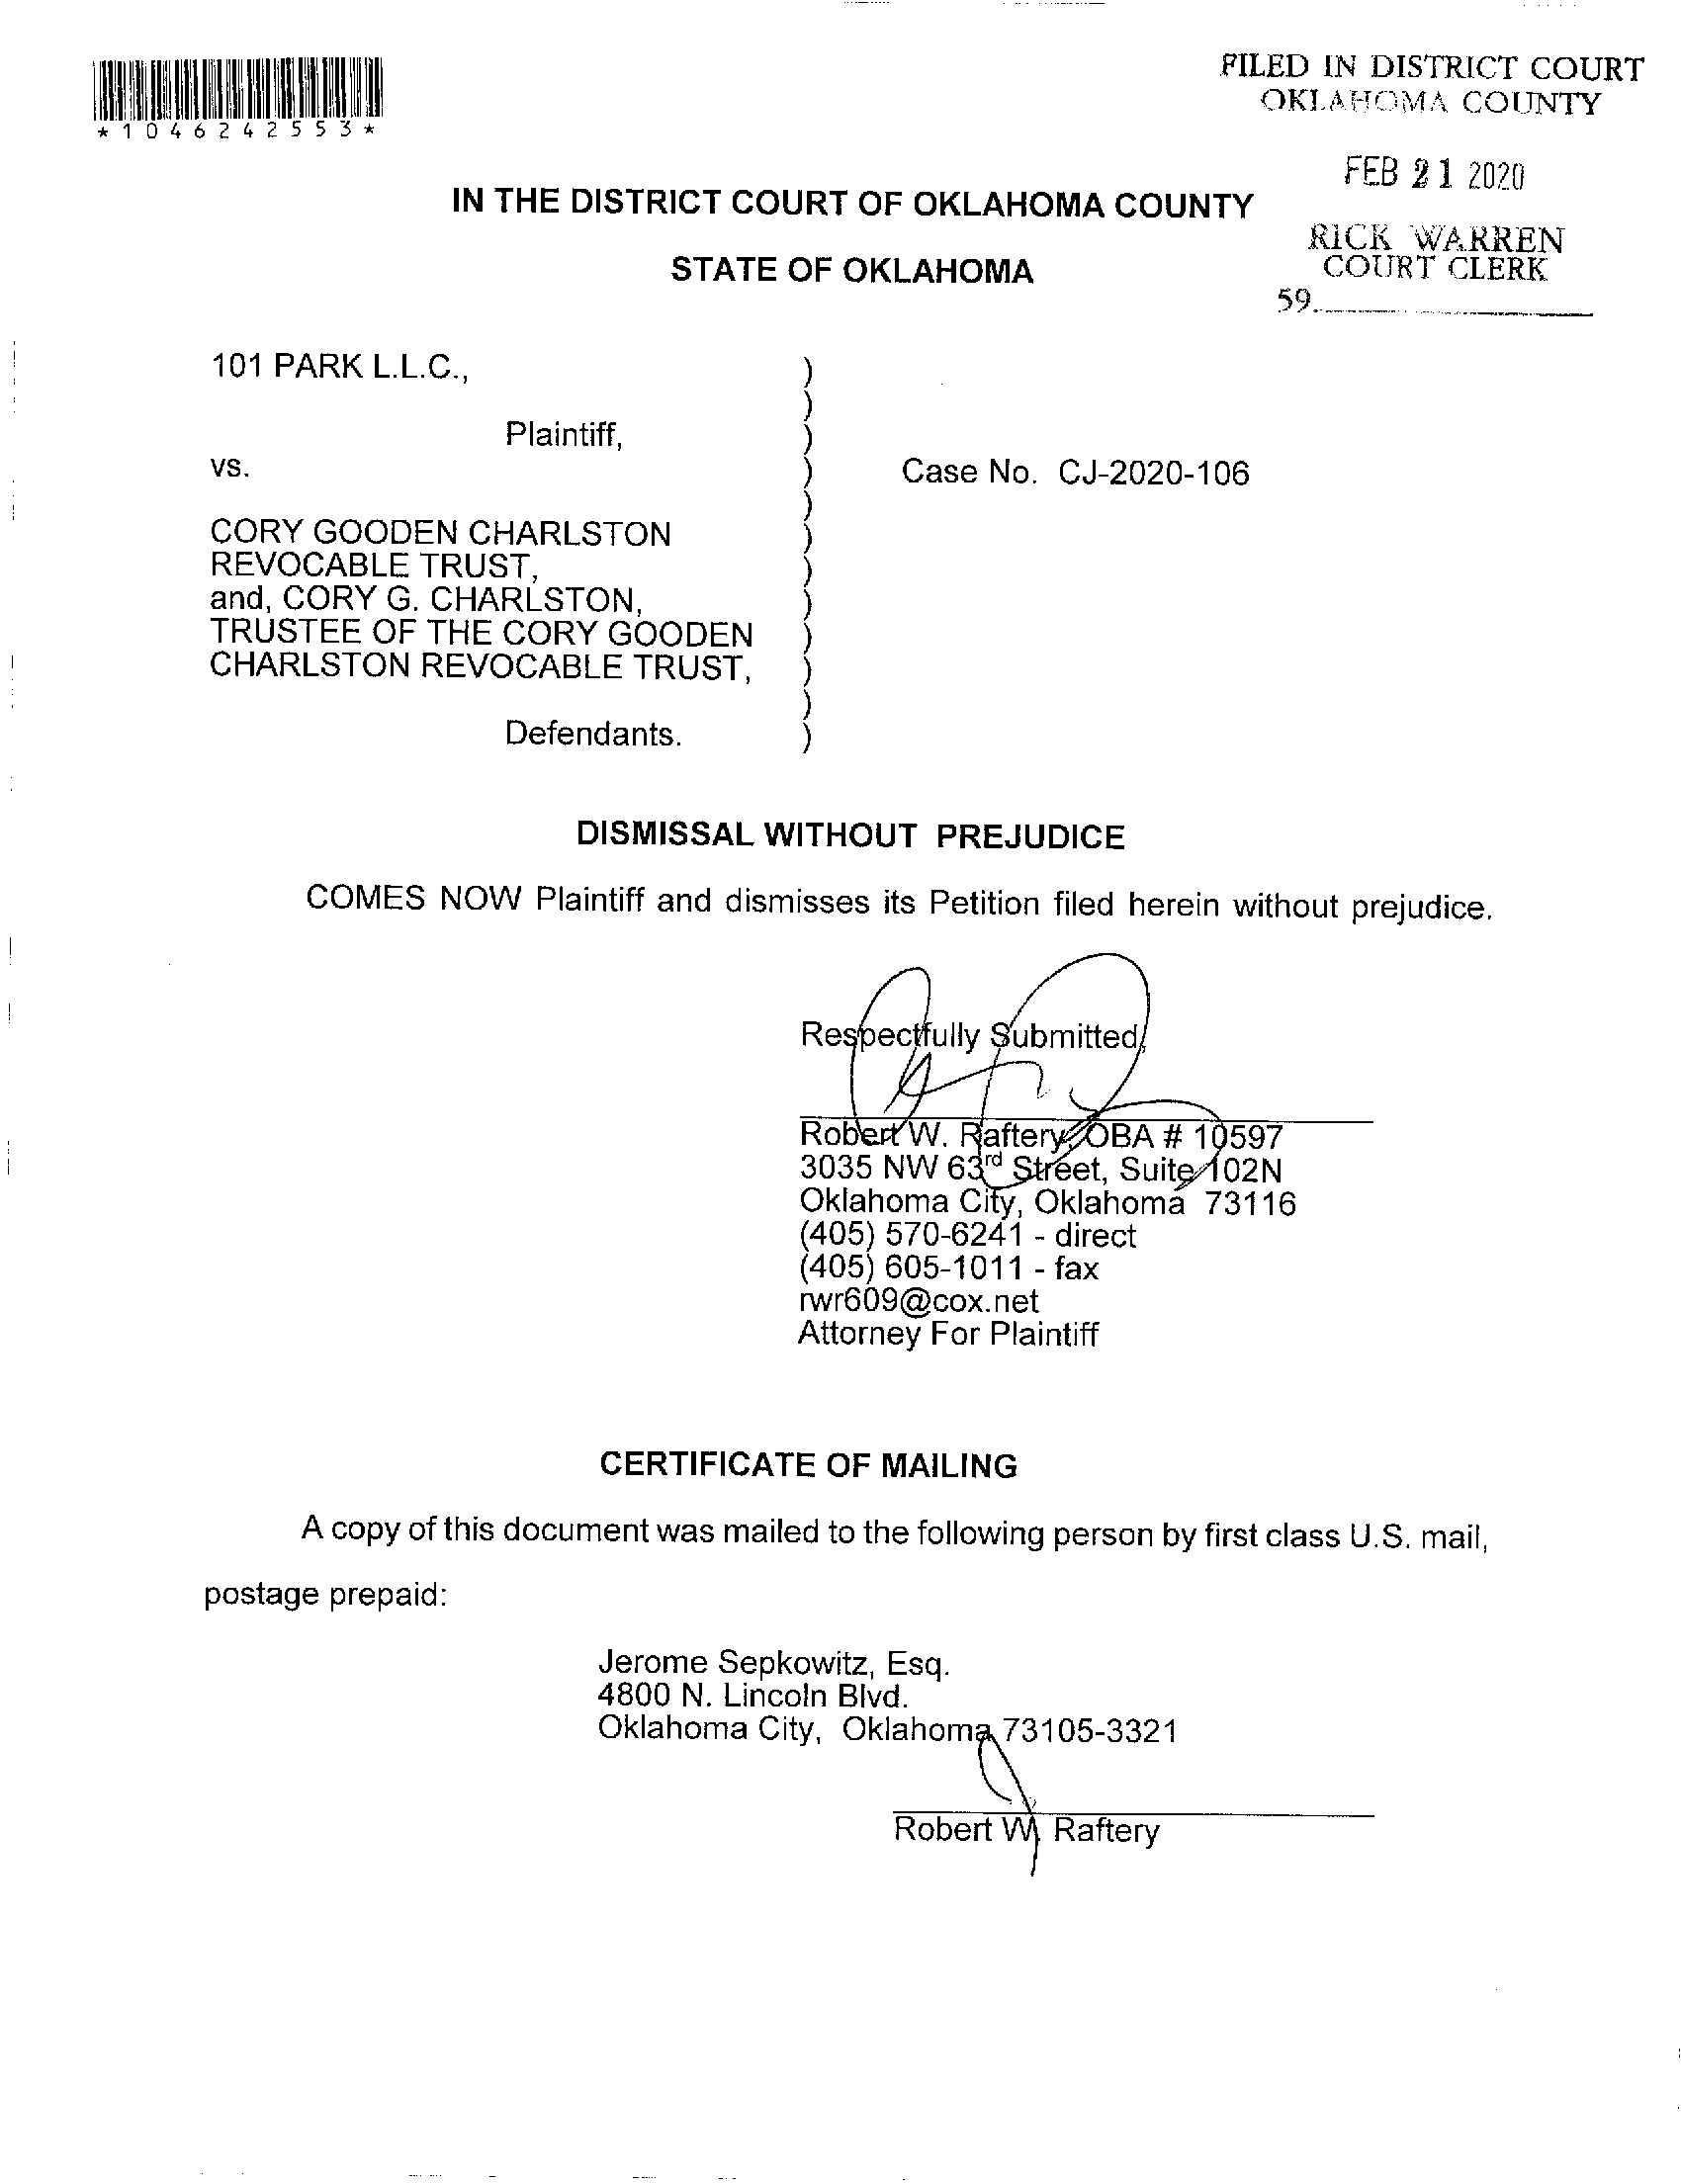 *1046242553*
FILED IN DISTRICT COURT
OKLAHOMA COUNTY
FEB 21 2020
RICK WARREN
COURT CLERK
59.
IN THE DISTRICT COURT OF OKLAHOMA COUNTY
STATE OF OKLAHOMA
101 PARK L.L.C., )
)
Plaintiff, )
vs. ) Case No. CJ-2020-106
)
CORY GOODEN CHARLSTON )
REVOCABLE TRUST, )
and, CORY G. CHARLSTON, )
TRUSTEE OF THE CORY GOODEN )
CHARLSTON REVOCABLE TRUST, )
)
Defendants. )
DISMISSAL WITHOUT PREJUDICE
COMES NOW Plaintiff and dismisses its Petition filed herein without prejudice.
Respectfully Submitted,
Robert W. Raftery, OBA # 10597
3035 NW 63rd Street, Suite 102N
Oklahoma City, Oklahoma 73116
(405) 570-6241 - direct
(405) 605-1011 - fax
rwr609@cox.net
Attorney For Plaintiff
CERTIFICATE OF MAILING
A copy of this document was mailed to the following person by first class U.S. mail,
postage prepaid:
Jerome Sepkowitz, Esq.
4800 N. Lincoln Blvd.
Oklahoma City, Oklahoma 73105-3321
Robert W. Raftery